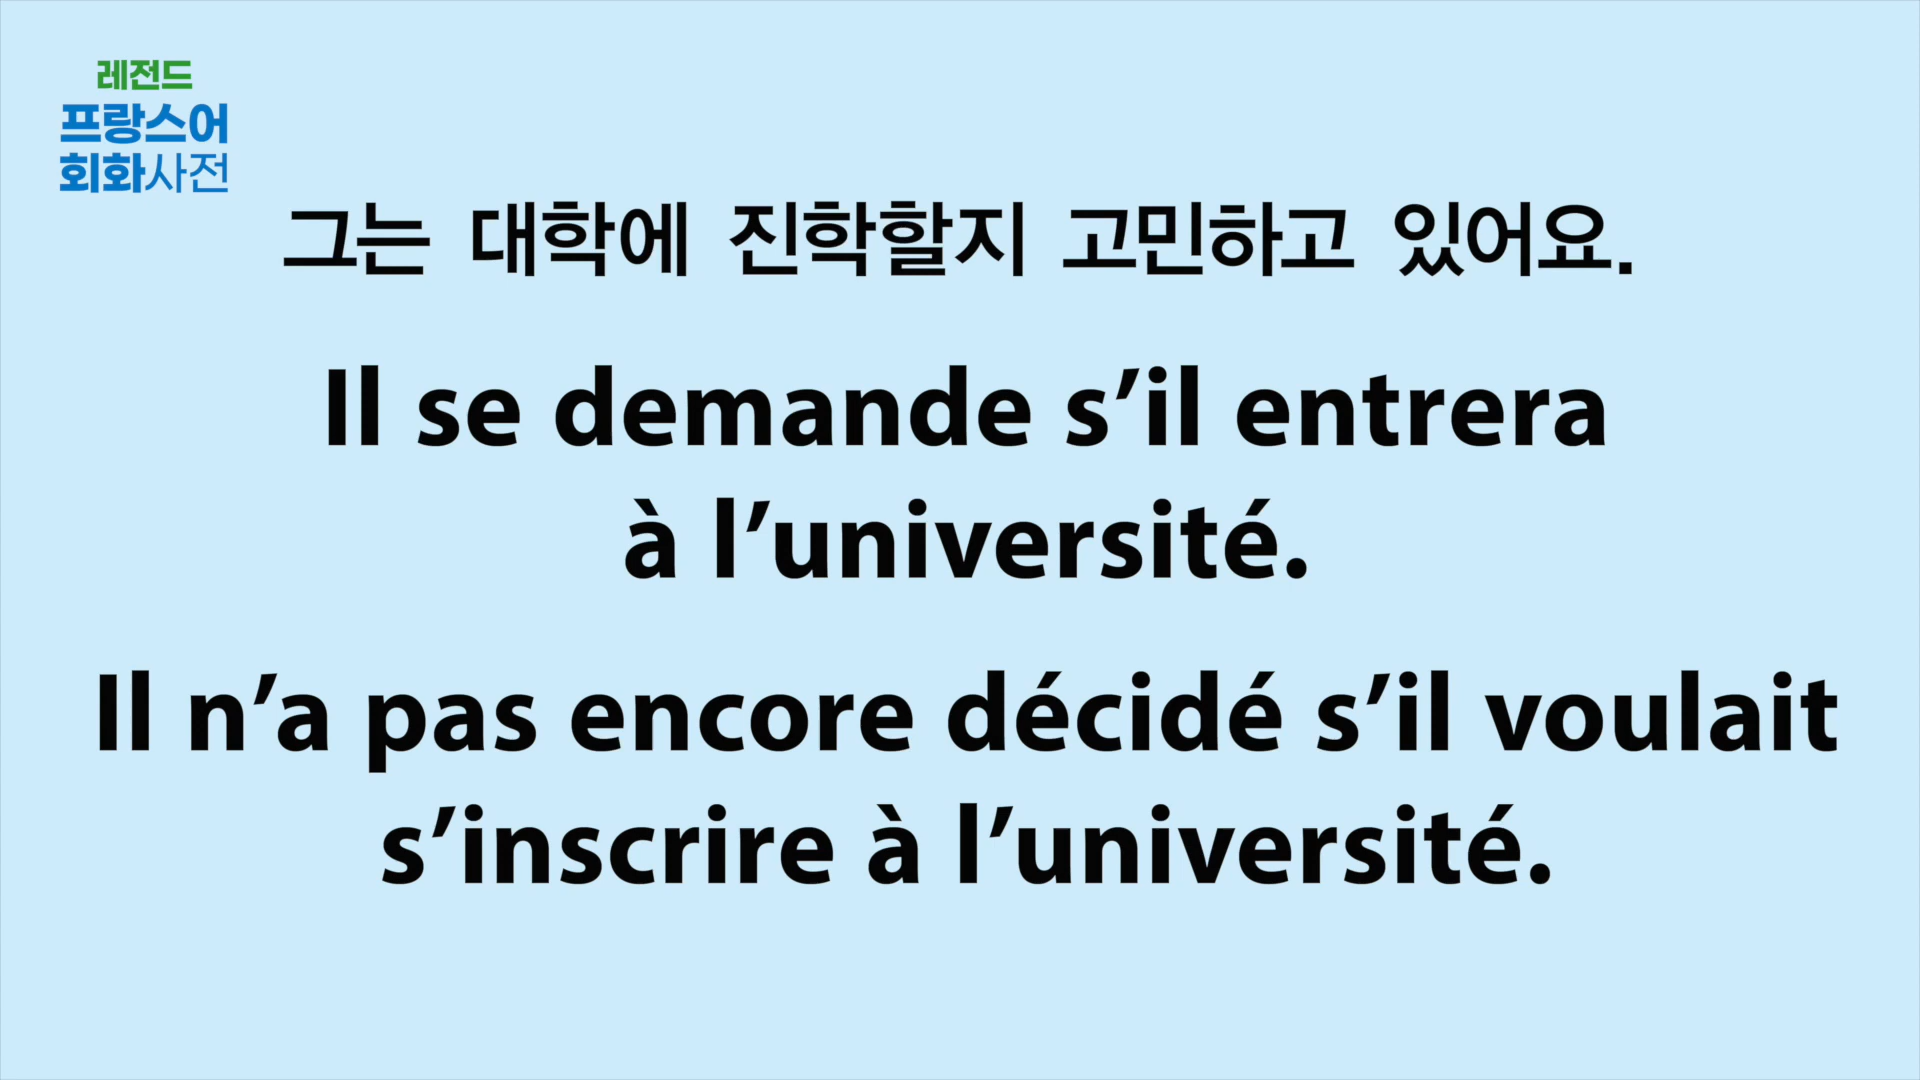 레전드
프랑스어
회화사전
그는 대학에 진학할지 고민하고 있어요.
Il se demande s’il entrera
à l’université.
Il n’a pas encore décidé s’il voulait
s’inscrire à l’université.